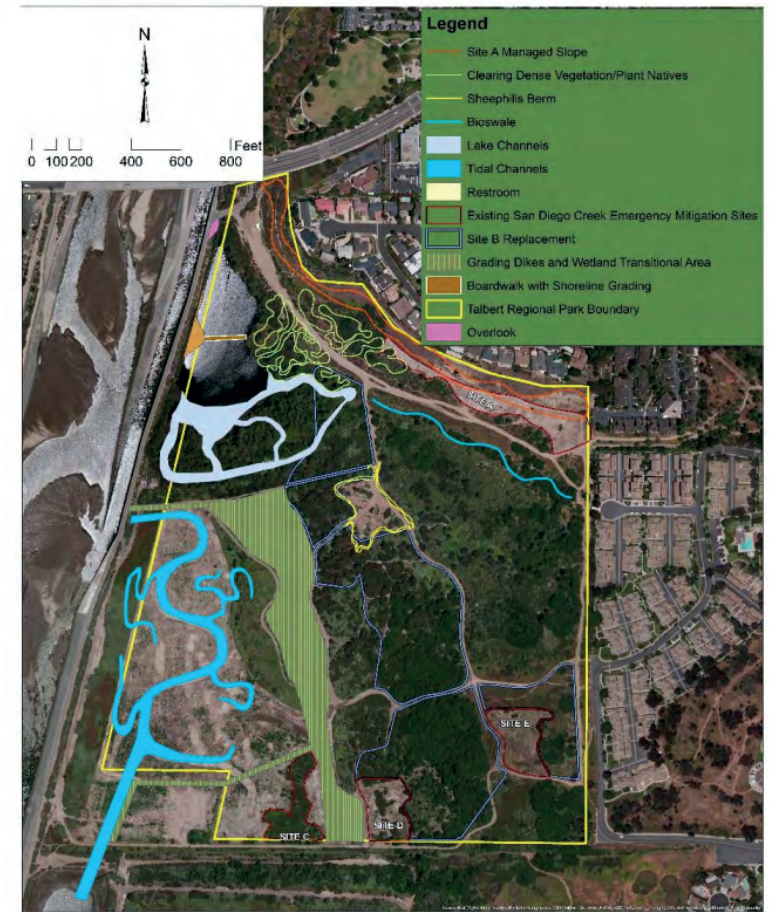 Legend
N
Site A Managed Slope
Clearing Dense Vegetation/Plant Natives
Sheephills Berm
Bioswale
Lake Channels
Feet
0 100 200 400 600 800
Tidal Channels
Restroom
Existing San Diego Creek Emergency Mitigation Sites
Site B Replacement
Grading Dikes and Wetland Transitional Area
Boardwalk with Shoreline Grading
Talbert Regional Park Boundary
Overlook
SITE A
SITE E
SITE D
SITE C